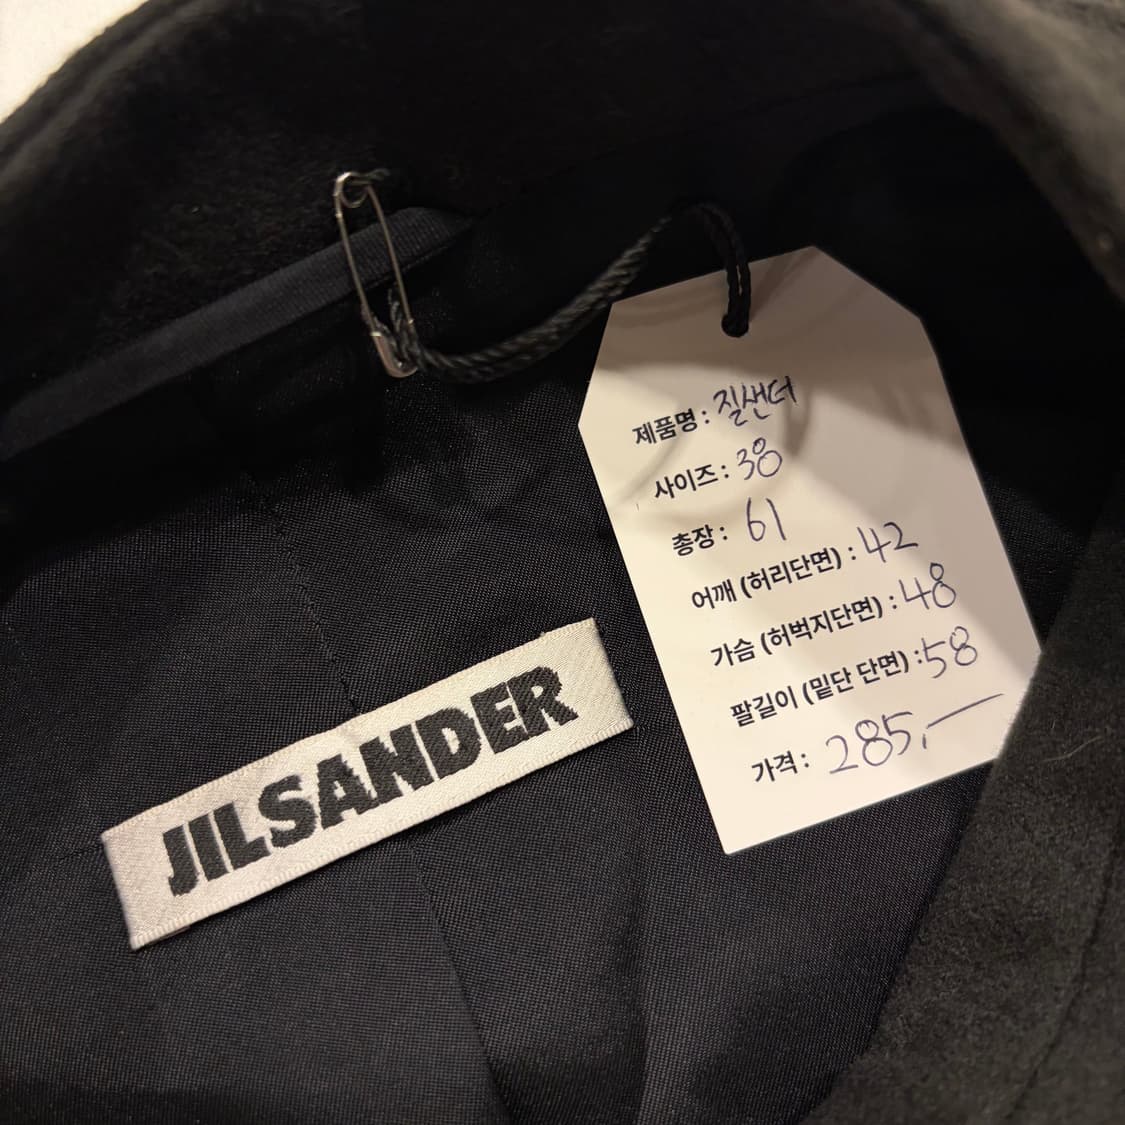 제품명 : 질샌더
사이즈 : 38
총장 : 61
어깨 (허리단면) : 42
가슴 (허벅지단면) : 48
팔길이 (밑단 단면) : 58
가격 : 285,—
JILSANDER